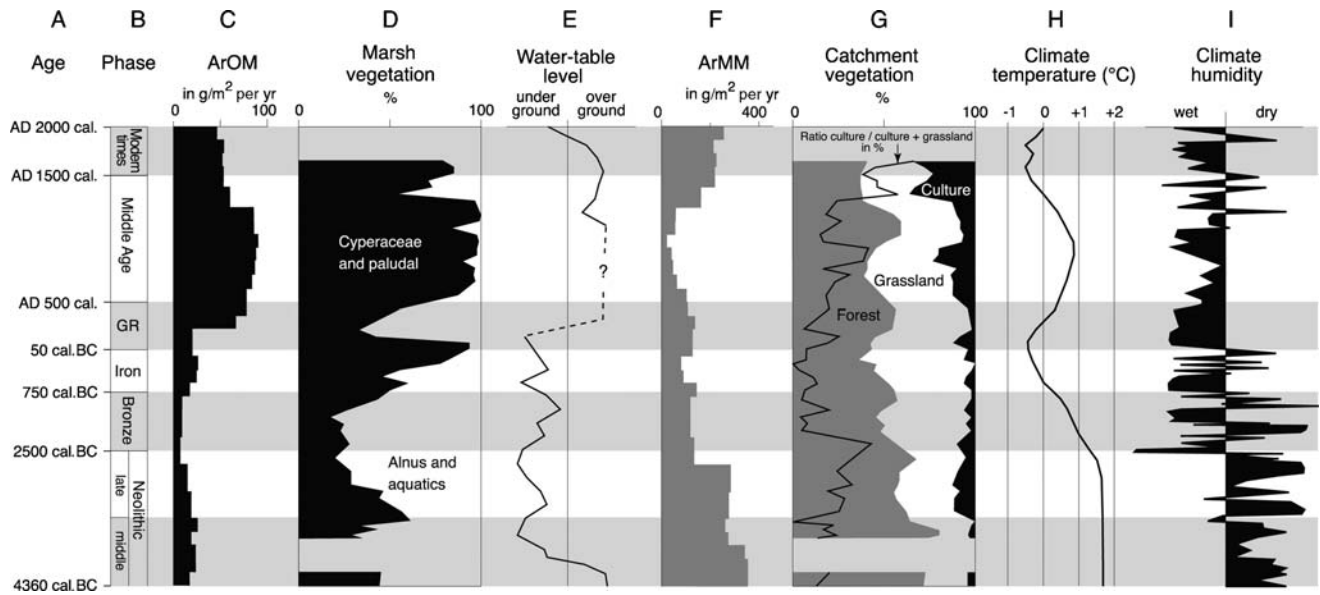 A B C D E F G H I
Age Phase ArOM Marsh vegetation Water-table level ArMM Catchment vegetation Climate temperature (°C) Climate humidity
in g/m² per yr % under ground over ground in g/m² per yr % wet dry
0 100 0 100 0 400 0 100 -1 0 +1 +2
AD 2000 cal.
Modern times
Ratio culture / culture + grassland
in %
AD 1500 cal.
Culture
Middle Age
Cyperaceae
and paludal
?
Grassland
AD 500 cal.
GR
Forest
50 cal.BC
Iron
750 cal.BC
Bronze
2500 cal.BC
Alnus and
aquatics
Neolithic
late
middle
4360 cal.BC